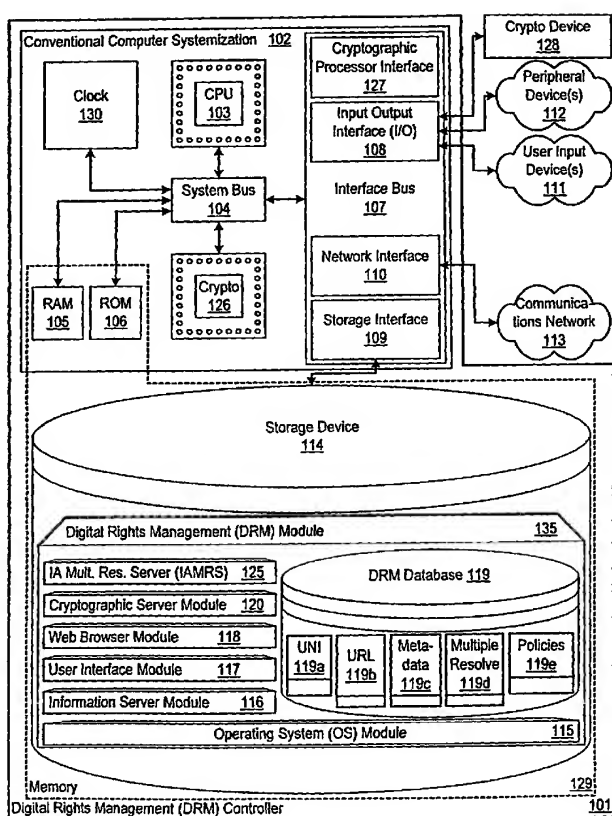 Conventional Computer Systemization 102
Clock
130
CPU
103
System Bus
104
Crypto
126
RAM
105
ROM
106
Cryptographic
Processor Interface
127
Input Output
Interface (I/O)
108
Interface Bus
107
Network Interface
110
Storage Interface
109
Crypto Device
128
Peripheral
Device(s)
112
User Input
Device(s)
111
Communica-
tions Network
113
Storage Device
114
Digital Rights Management (DRM) Module 135
IA Mult. Res. Server (IAMRS) 125
Cryptographic Server Module 120
Web Browser Module 118
User Interface Module 117
Information Server Module 116
DRM Database 119
UNI
119a
URL
119b
Meta-
data
119c
Multiple
Resolve
119d
Policies
119e
Operating System (OS) Module 115
Memory 129
Digital Rights Management (DRM) Controller 101